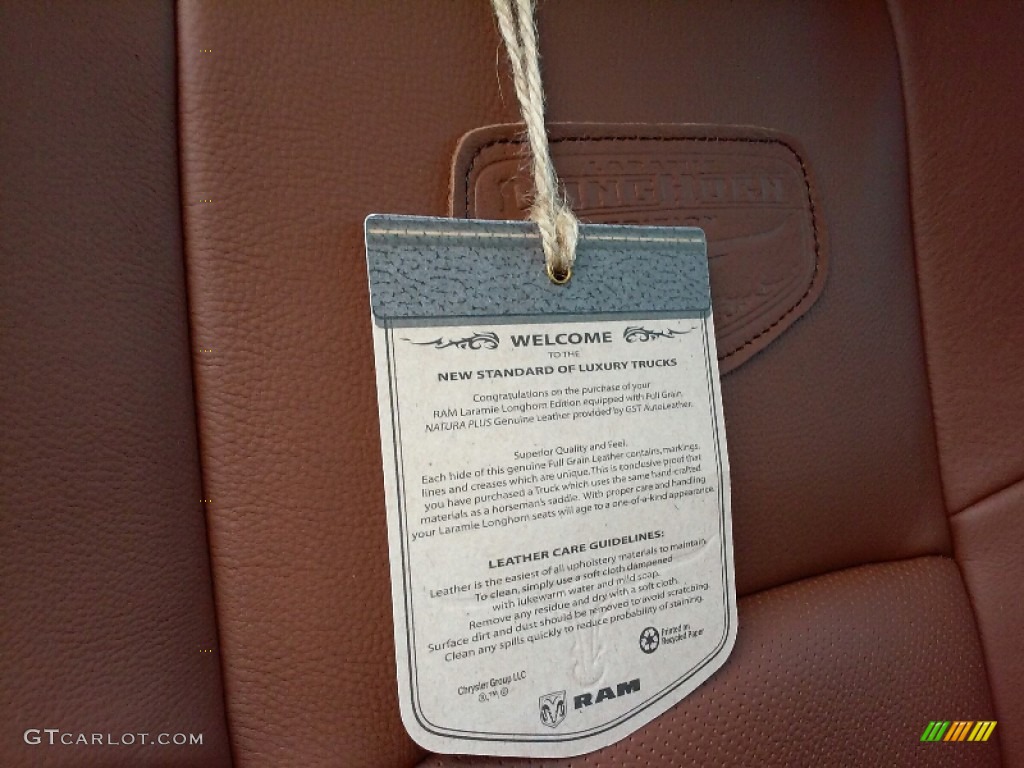 LONGHORN
WELCOME
TO THE
NEW STANDARD OF LUXURY TRUCKS
Congratulations on the purchase of your
RAM Laramie Longhorn Edition equipped with Full Grain
NATURA PLUS Genuine Leather provided by GST AutoLeather.
Superior Quality and Feel.
Each hide of this genuine Full Grain Leather contains, markings,
lines and creases which are unique. This is conclusive proof that
you have purchased a Truck which uses the same hand-crafted
materials as a horseman's saddle. With proper care and handling
your Laramie Longhorn seats will age to a one-of-a-kind appearance.
LEATHER CARE GUIDELINES:
Leather is the easiest of all upholstery materials to maintain.
To clean, simply use a soft cloth dampened
with lukewarm water and mild soap.
Remove any residue and dry with a soft cloth.
Surface dirt and dust should be removed to avoid scratching.
Clean any spills quickly to reduce probability of staining.
Printed on
Recycled Paper
Chrysler Group LLC
®, ™, ©
RAM
GTCARLOT.COM